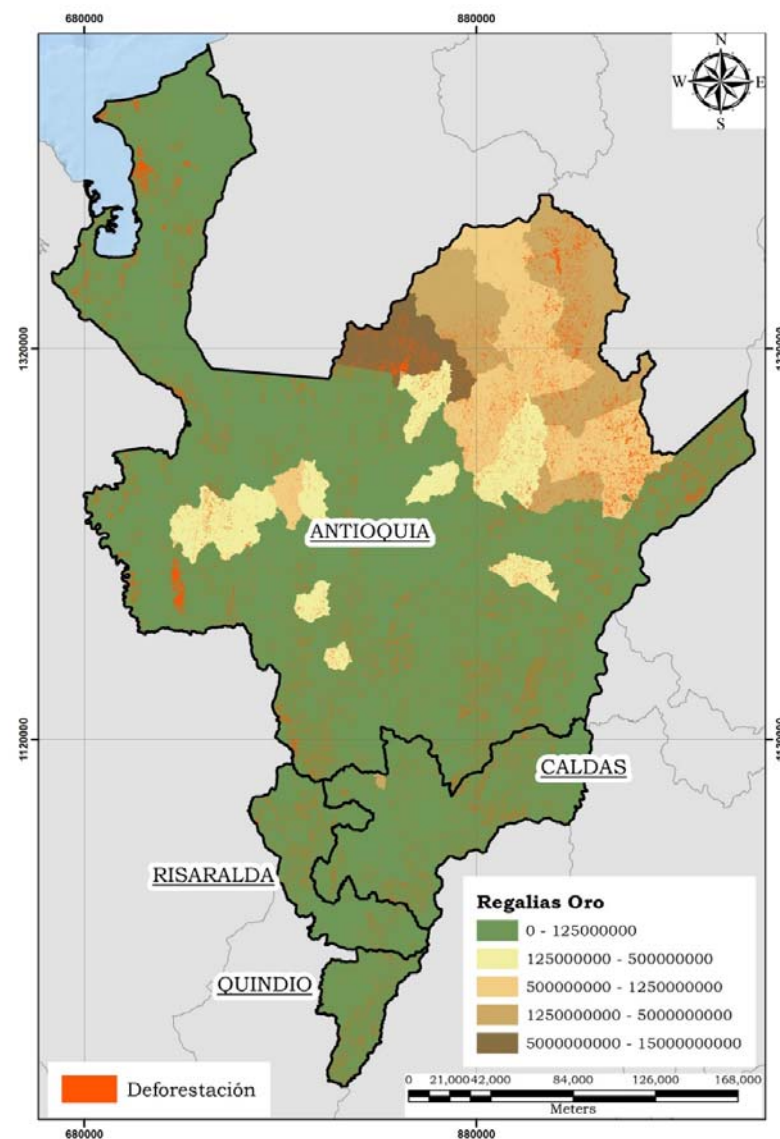 680000
880000
N
W E
S
1320000
1320000
ANTIOQUIA
1120000
1120000
CALDAS
RISARALDA
QUINDIO
Regalias Oro
0 - 125000000
125000000 - 500000000
500000000 - 1250000000
1250000000 - 5000000000
5000000000 - 15000000000
Deforestación
0 21,000 42,000 84,000 126,000 168,000
Meters
680000
880000